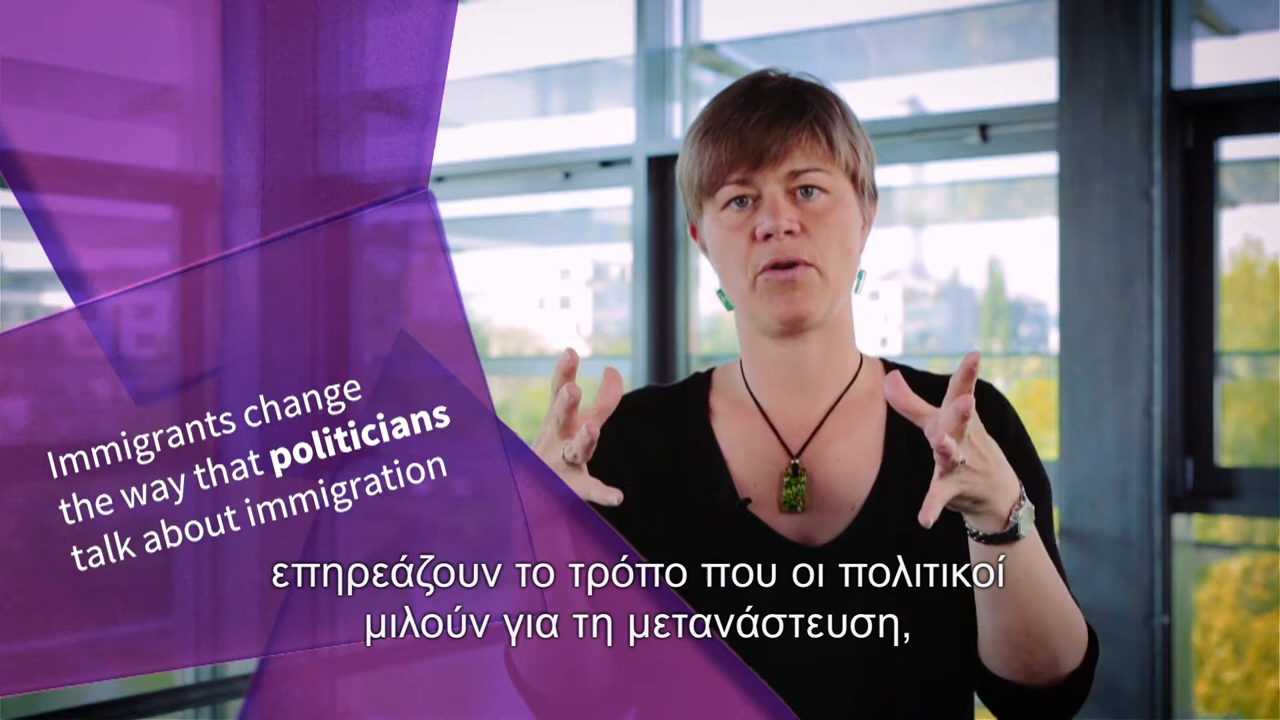 Immigrants change
the way that politicians
talk about immigration
επηρεάζουν το τρόπο που οι πολιτικοί
μιλούν για τη μετανάστευση,